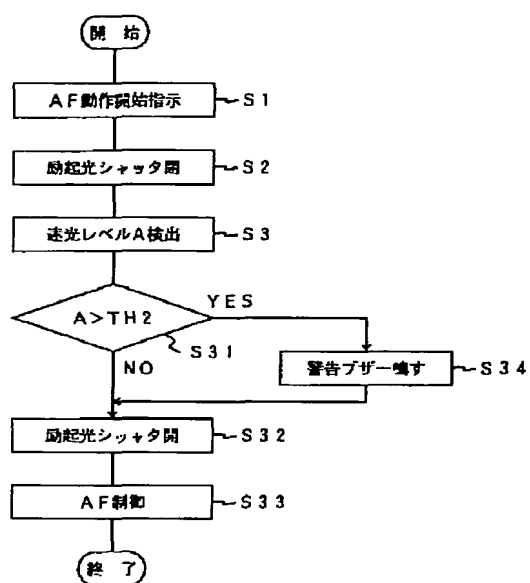 開 始
AF動作開始指示
S1
励起光シャッタ閉
S2
迷光レベルA検出
S3
A>TH2
YES
S31
NO
警告ブザー鳴す
S34
励起光シャッタ開
S32
AF制御
S33
終 了